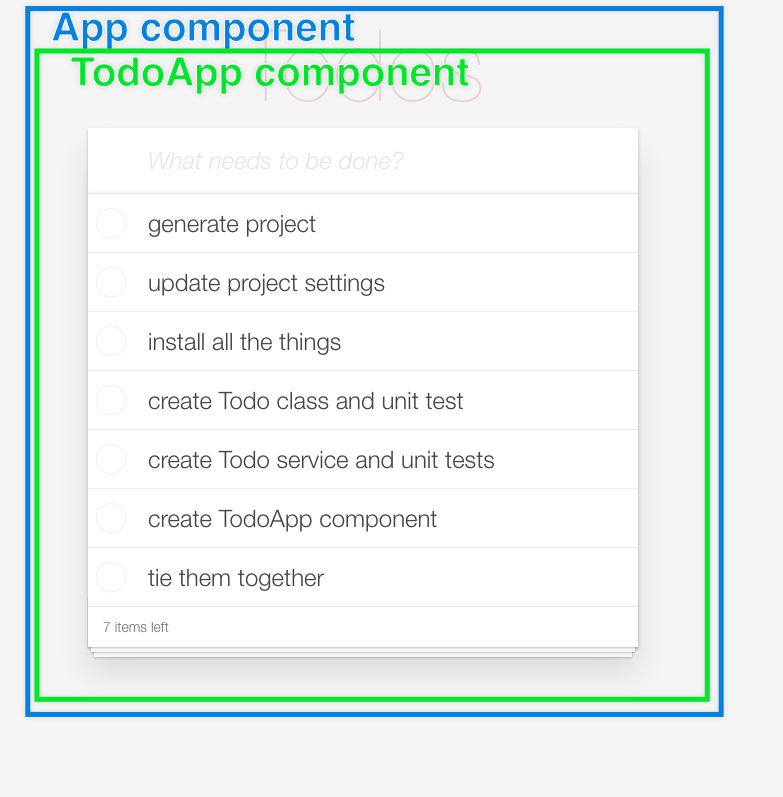 App component
Todos
TodoApp component
What needs to be done?
generate project
update project settings
install all the things
create Todo class and unit test
create Todo service and unit tests
create TodoApp component
tie them together
7 items left